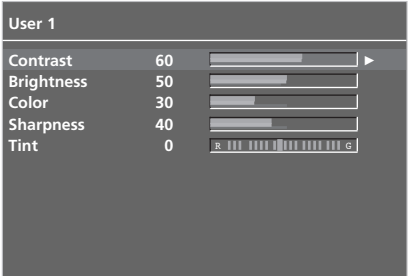 User 1
Contrast 60
Brightness 50
Color 30
Sharpness 40
Tint 0 R G